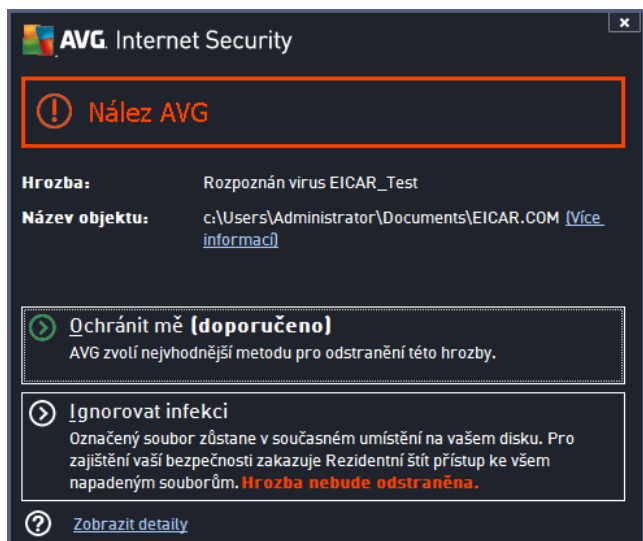 AVG. Internet Security
x
Nález AVG
Hrozba: Rozpoznán virus EICAR_Test
Název objektu: c:\Users\Administrator\Documents\EICAR.COM (Více
informací)
Ochránit mě (doporučeno)
AVG zvolí nejvhodnější metodu pro odstranění této hrozby.
Ignorovat infekci
Označený soubor zůstane v současném umístění na vašem disku. Pro
zajištění vaší bezpečnosti zakazuje Rezidentní štít přístup ke všem
napadeným souborům. Hrozba nebude odstraněna.
? Zobrazit detaily